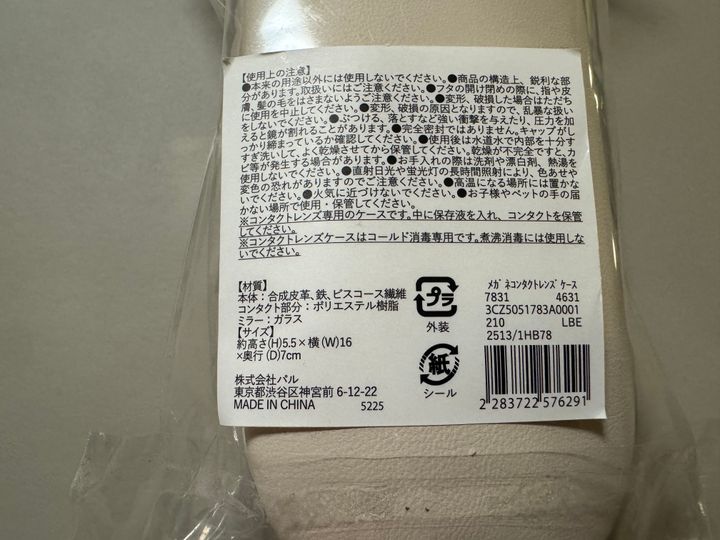 【使用上の注意】
●本来の用途以外には使用しないでください。●商品の構造上、鋭利な部
分があります。取扱いにはご注意ください。●フタの開け閉めの際に、指や皮
膚、髪の毛をはさまないようご注意ください。●変形、破損した場合はただち
に使用を中止してください。●変形、破損の原因となりますので、乱暴な扱い
をしないでください。●ぶつける、落とすなど強い衝撃を与えたり、圧力を加
えると鏡が割れることがあります。●完全密封ではありません。キャップがし
っかり締まっているか確認してください。●使用後は水道水で内部を十分す
すぎ洗いして、よく乾燥させてから保管してください。乾燥が不完全ですと、カ
ビ等が発生する場合があります。●お手入れの際は洗剤や漂白剤、熱湯を
使用しないでください。●直射日光や蛍光灯の長時間照射により、色あせや
変色の恐れがありますのでご注意ください。●高温になる場所には置かな
いでください。●火気に近づけないでください。●お子様やペットの手の届
かない場所で使用・保管してください。
※コンタクトレンズ専用のケースです。中に保存液を入れ、コンタクトを保管
してください。
※コンタクトレンズケースはコールド消毒専用です。煮沸消毒には使用しな
いでください。
【材質】
本体：合成皮革、鉄、ビスコース繊維
コンタクト部分：ポリエステル樹脂
ミラー：ガラス
【サイズ】
約高さ(H)5.5×横(W)16
×奥行(D)7cm
株式会社パル
東京都渋谷区神宮前 6-12-22
MADE IN CHINA 5225
プラ
外装
紙
シール
ﾒｶﾞﾈｺﾝﾀｸﾄﾚﾝｽﾞｹｰｽ
7831 4631
3CZ5051783A0001
210 LBE
2513/1HB78
2 283722 576291